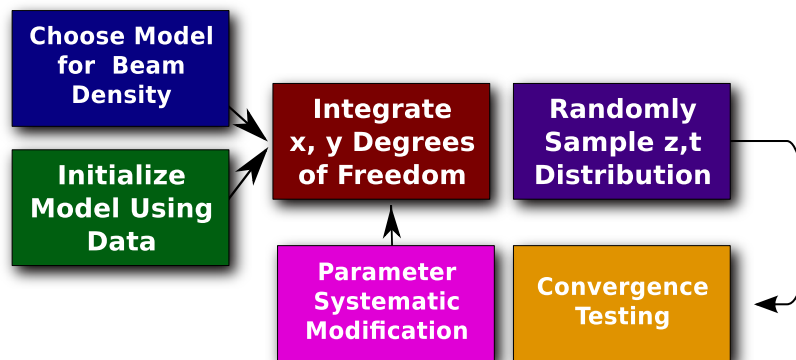 Choose Model
for Beam
Density
Initialize
Model Using
Data
Integrate
x, y Degrees
of Freedom
Randomly
Sample z,t
Distribution
Parameter
Systematic
Modification
Convergence
Testing